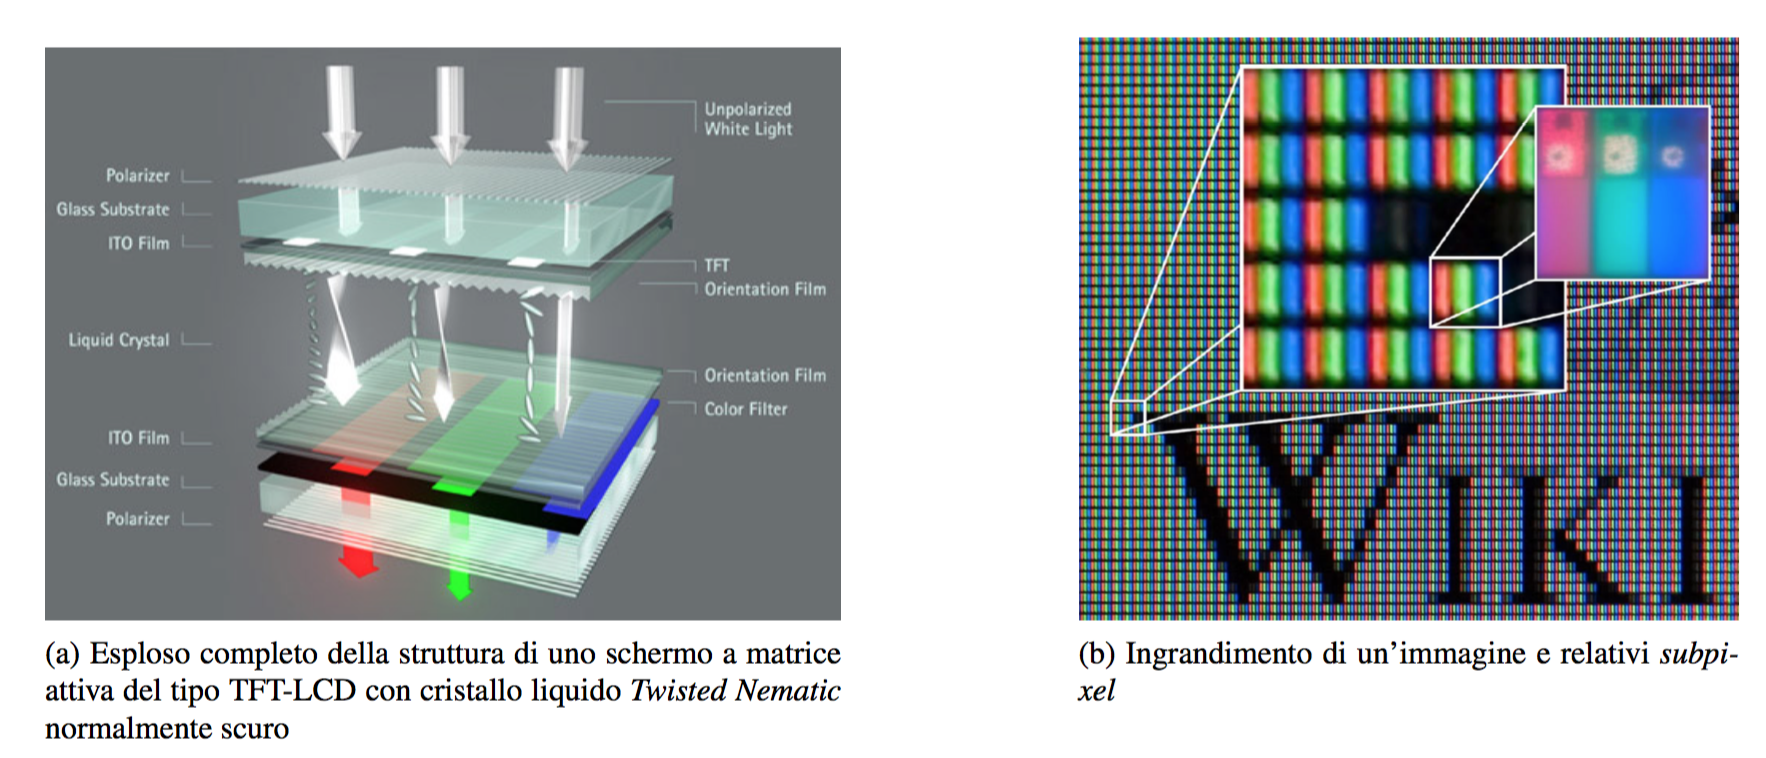 Unpolarized
White Light
Polarizer
Glass Substrate
ITO Film
TFT
Orientation Film
Liquid Crystal
Orientation Film
Color Filter
ITO Film
Glass Substrate
Polarizer
WIKI
(a) Esploso completo della struttura di uno schermo a matrice
attiva del tipo TFT-LCD con cristallo liquido Twisted Nematic
normalmente scuro
(b) Ingrandimento di un'immagine e relativi subpi-
xel